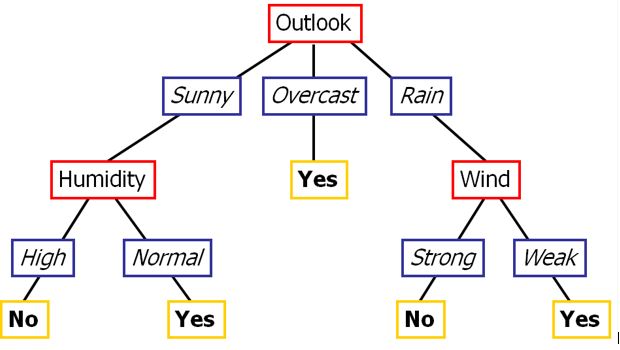 Outlook
Sunny Overcast Rain
Humidity Yes Wind
High Normal Strong Weak
No Yes No Yes